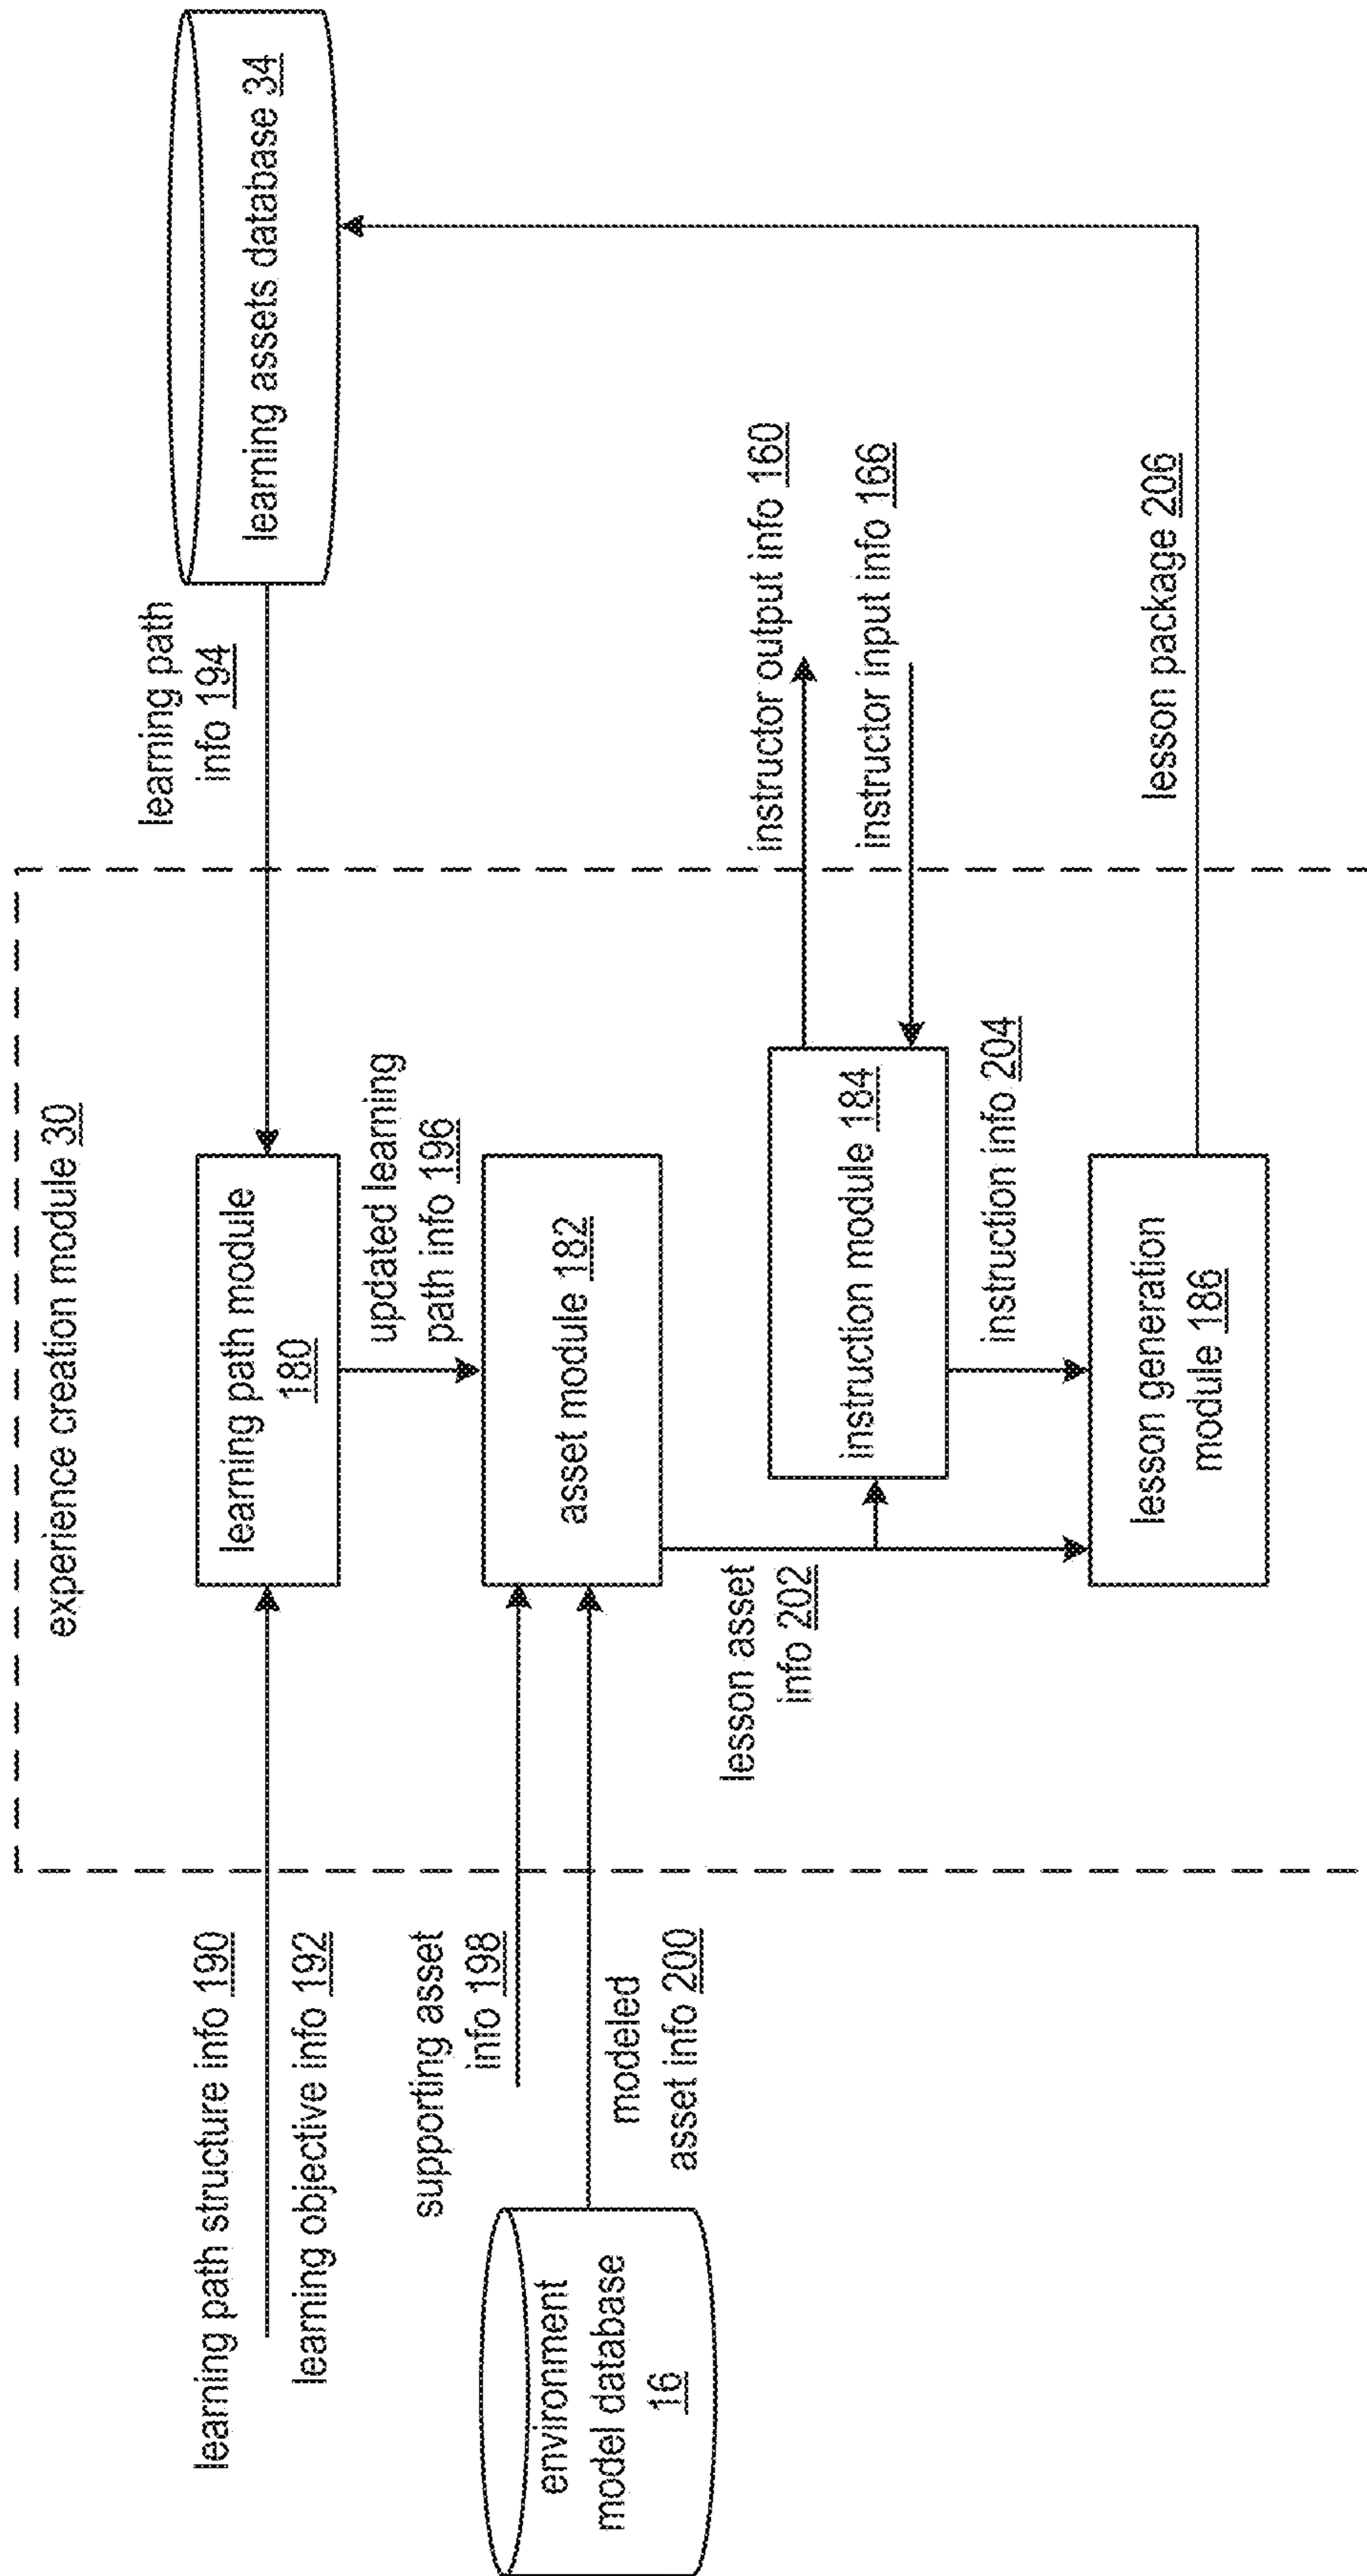 experience creation module 30
learning path structure info 190
learning objective info 192
learning path module
180
learning path
info 194
learning assets database 34
updated learning
path info 196
supporting asset
info 198
environment
model database
16
modeled
asset info 200
asset module 182
lesson asset
info 202
instruction module 184
instructor output info 160
instructor input info 166
instruction info 204
lesson generation
module 186
lesson package 206